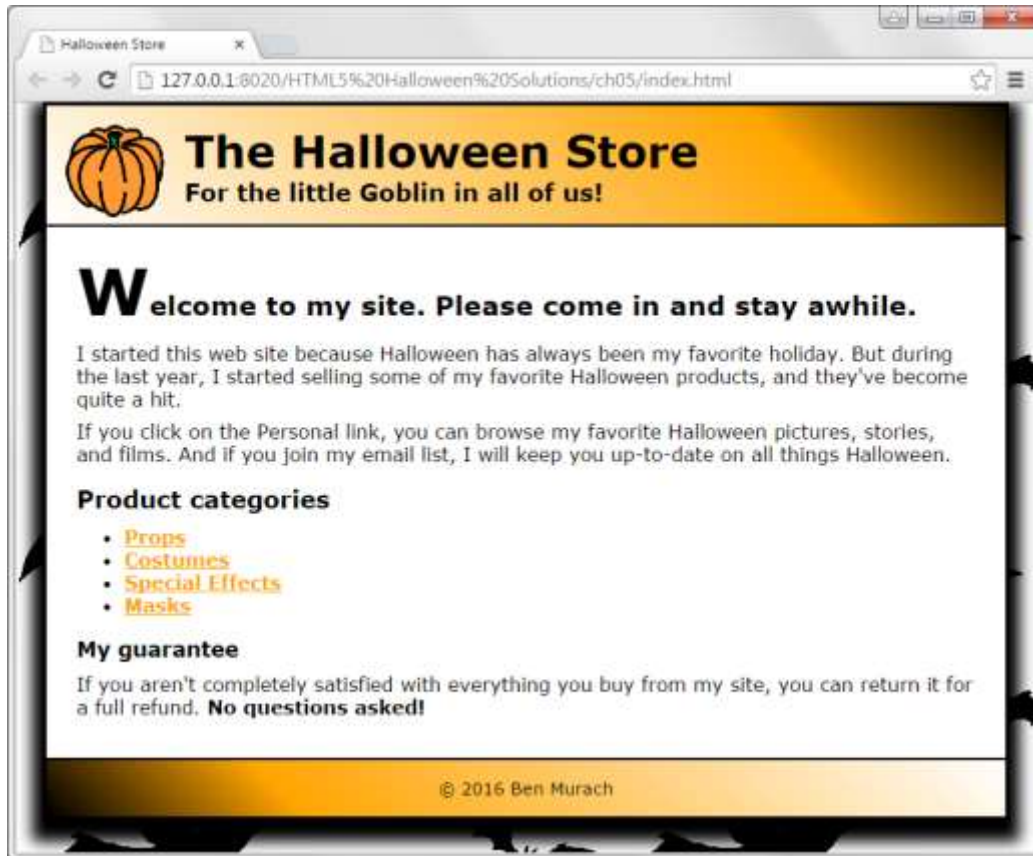 Halloween Store
127.0.0.1:8020/HTML5%20Halloween%20Solutions/ch05/index.html
The Halloween Store
For the little Goblin in all of us!
Welcome to my site. Please come in and stay awhile.
I started this web site because Halloween has always been my favorite holiday. But during
the last year, I started selling some of my favorite Halloween products, and they've become
quite a hit.
If you click on the Personal link, you can browse my favorite Halloween pictures, stories,
and films. And if you join my email list, I will keep you up-to-date on all things Halloween.
Product categories
• Props
• Costumes
• Special Effects
• Masks
My guarantee
If you aren't completely satisfied with everything you buy from my site, you can return it for
a full refund. No questions asked!
© 2016 Ben Murach